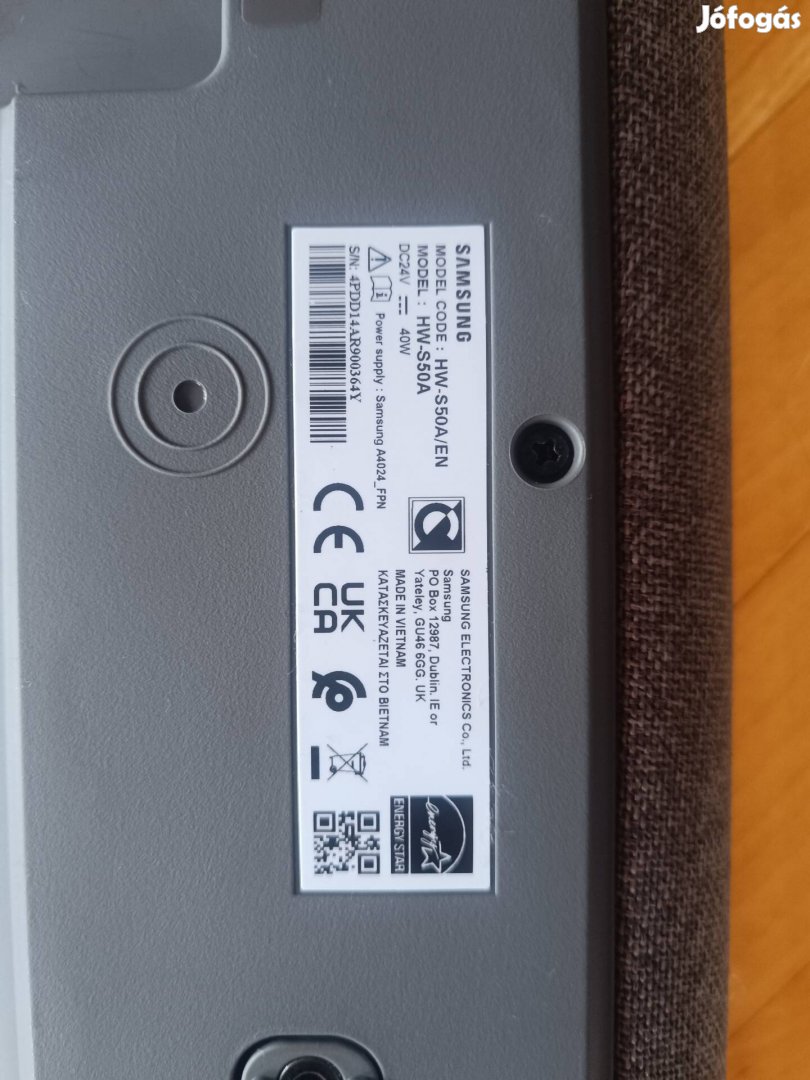 Jófogás
SAMSUNG
MODEL CODE : HW-S50A/EN
MODEL : HW-S50A
DC24V ⎓ 40W
Power supply : Samsung A4024_FPN
S/N: 4PDD14AR900364Y
SAMSUNG ELECTRONICS Co., Ltd.
Samsung
PO Box 12987, Dublin. IE or
Yateley, GU46 6GG. UK
MADE IN VIETNAM
ΚΑΤΑΣΚΕΥΑΖΕΤΑΙ ΣΤΟ ΒΙΕΤΝΑΜ
CE
UK
CA
energy
ENERGY STAR